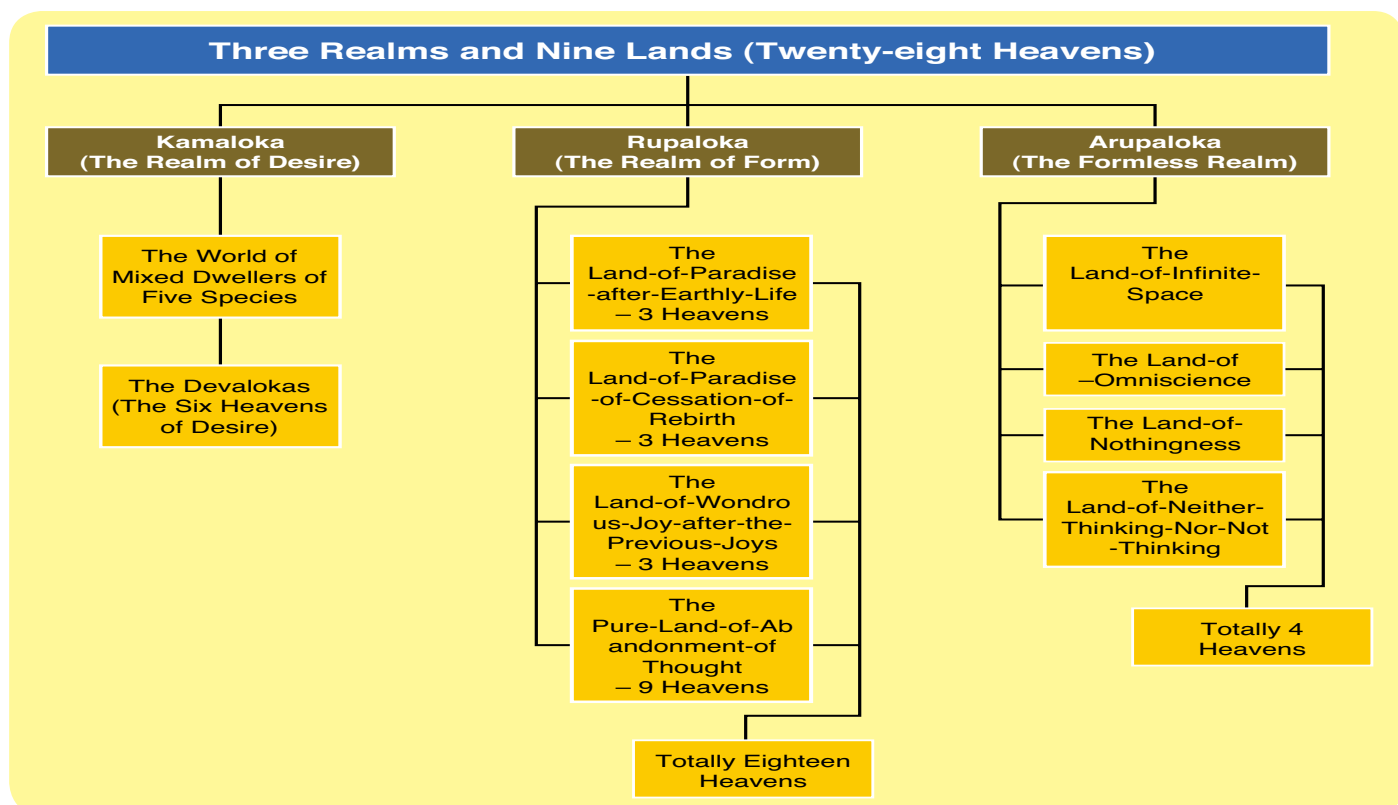 Three Realms and Nine Lands (Twenty-eight Heavens)
Kamaloka
(The Realm of Desire)
The World of
Mixed Dwellers of
Five Species
The Devalokas
(The Six Heavens
of Desire)
Rupaloka
(The Realm of Form)
The
Land-of-Paradise
-after-Earthly-Life
– 3 Heavens
The
Land-of-Paradise
-of-Cessation-of-
Rebirth
– 3 Heavens
The
Land-of-Wondro
us-Joy-after-the-
Previous-Joys
– 3 Heavens
The
Pure-Land-of-Ab
andonment-of
Thought
– 9 Heavens
Totally Eighteen
Heavens
Arupaloka
(The Formless Realm)
The
Land-of-Infinite-
Space
The Land-of
–Omniscience
The Land-of-
Nothingness
The
Land-of-Neither-
Thinking-Nor-Not
-Thinking
Totally 4
Heavens